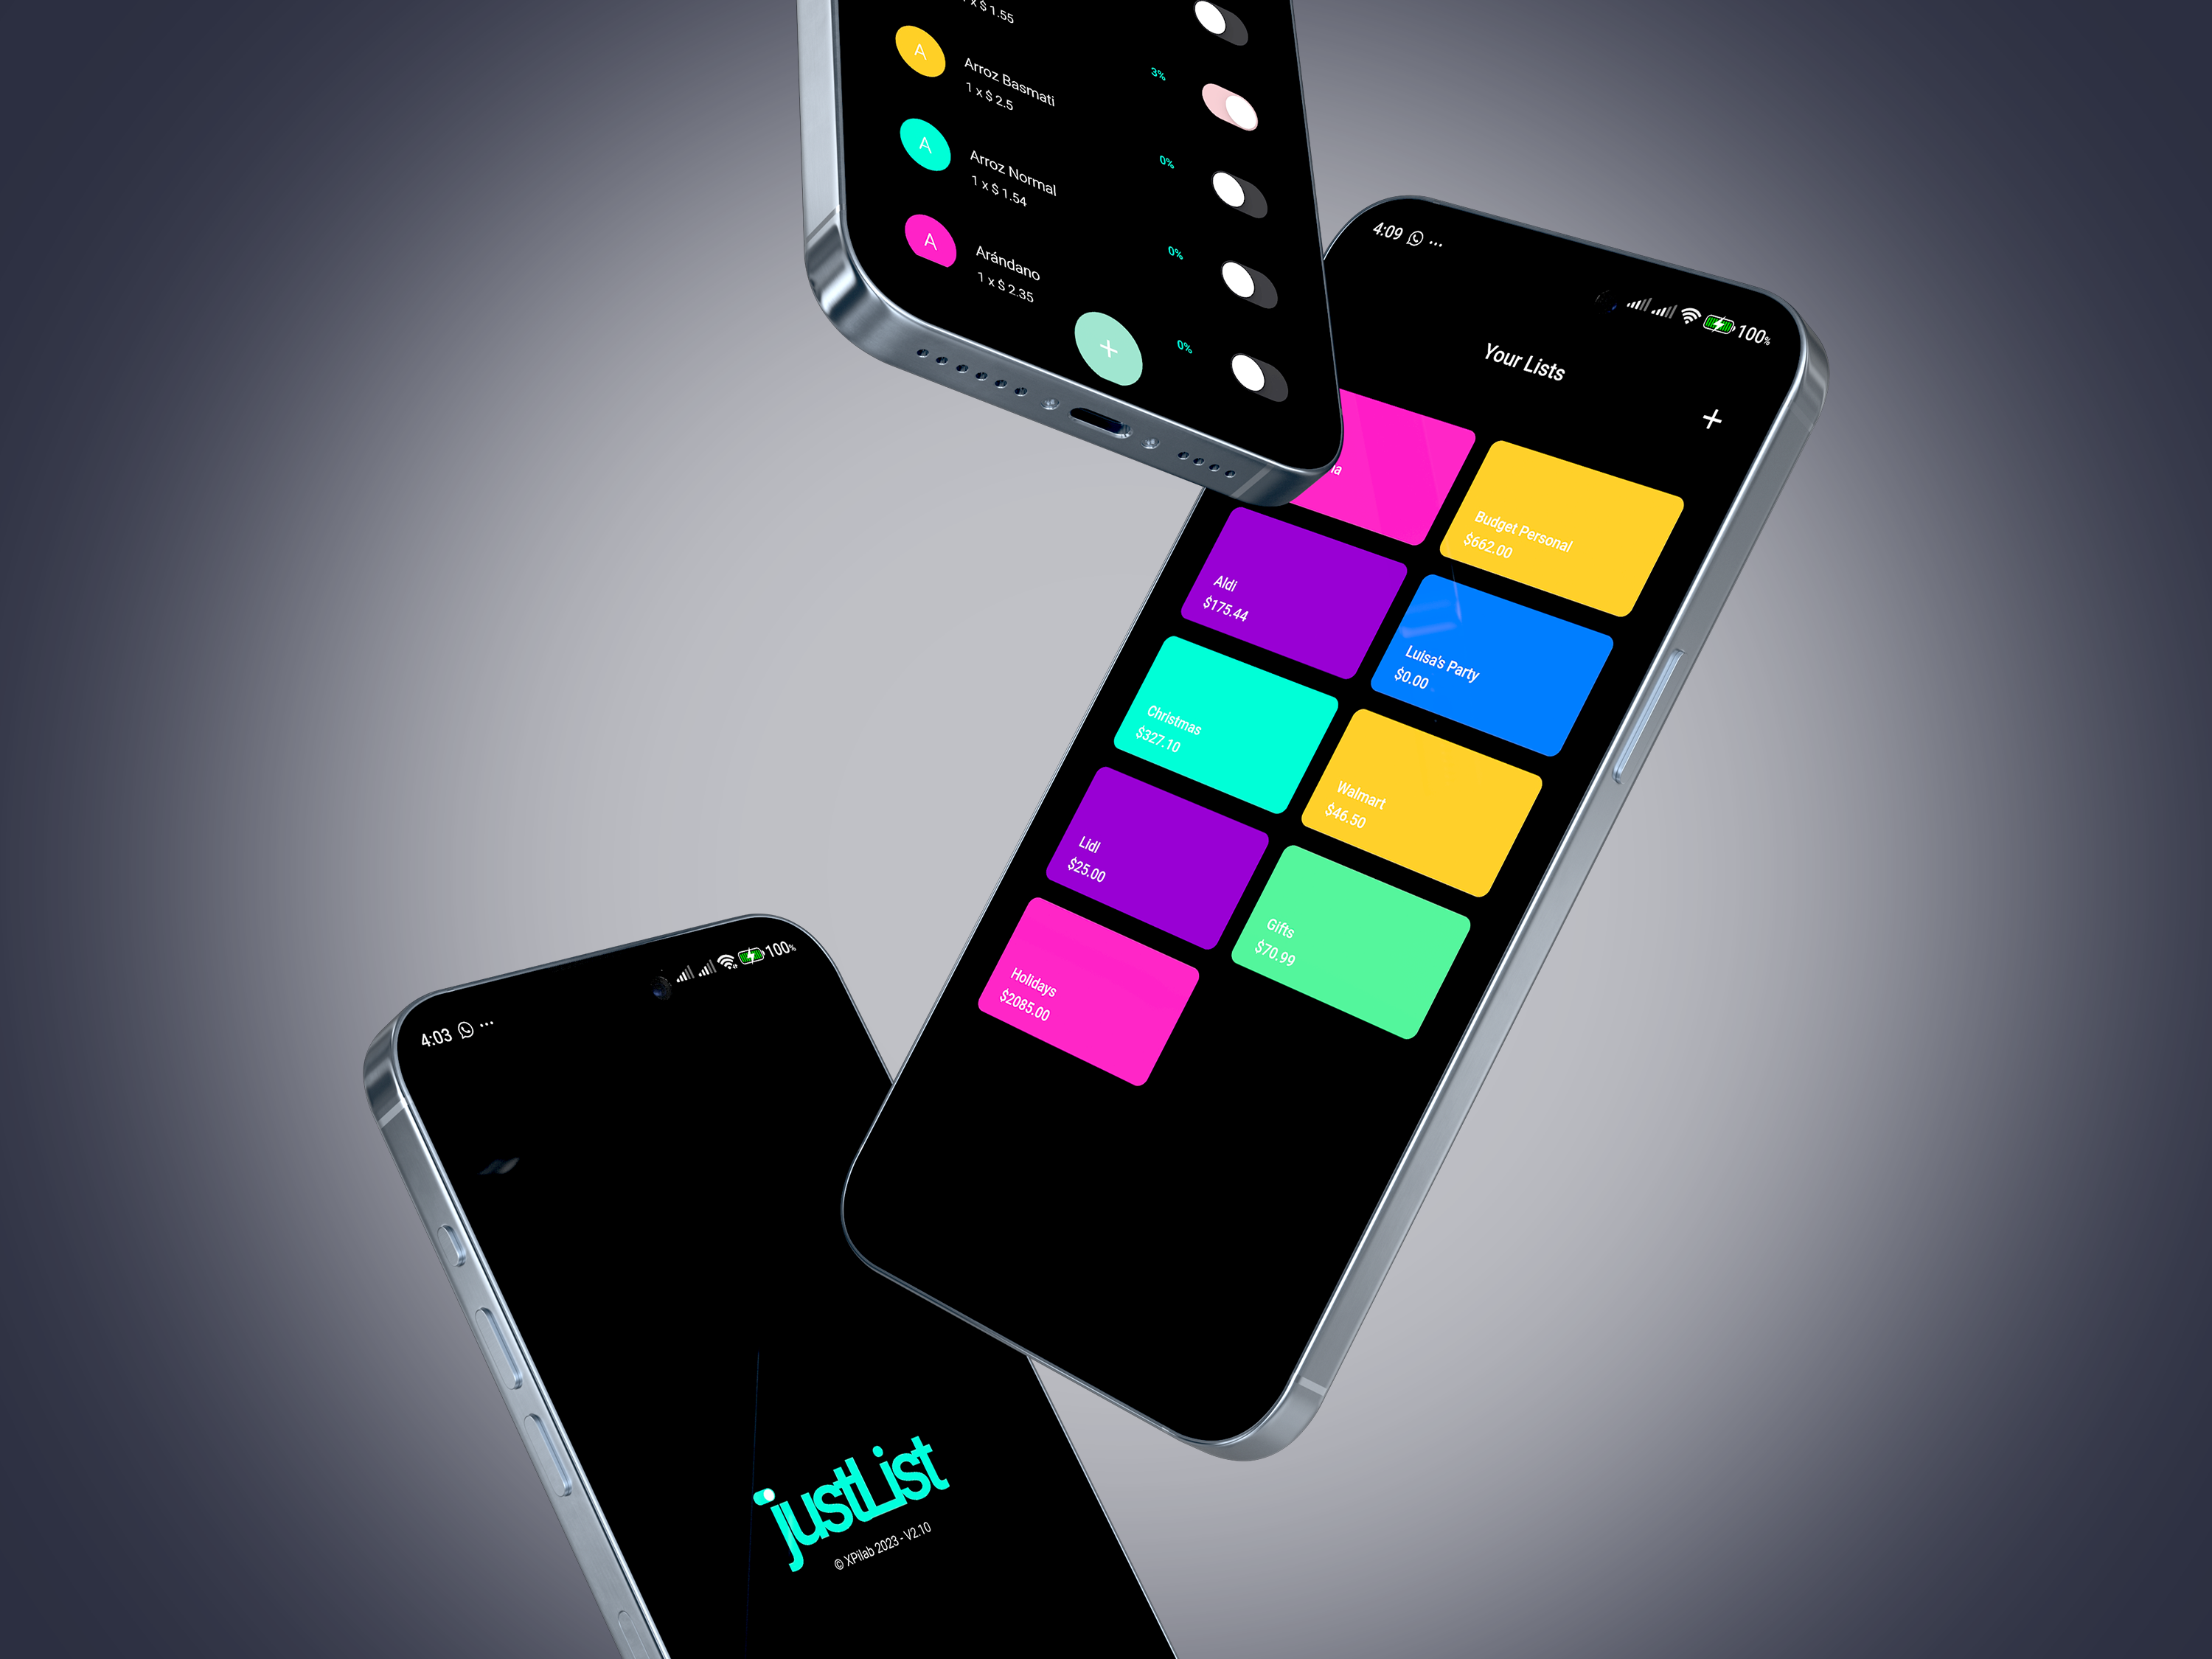 x $ 1.55
A
Arroz Basmati
1 x $ 2.5
3%
A
Arroz Normal
1 x $ 1.54
0%
A
Arándano
1 x $ 2.35
0%
+
0%
4:09
100%
Your Lists
+
Budget Personal
$662.00
Aldi
$175.44
Luisa's Party
$0.00
Christmas
$327.10
Walmart
$46.50
Lidl
$25.00
Gifts
$70.99
Holidays
$2085.00
4:03
100%
justList
© XPilab 2023 - V2.10